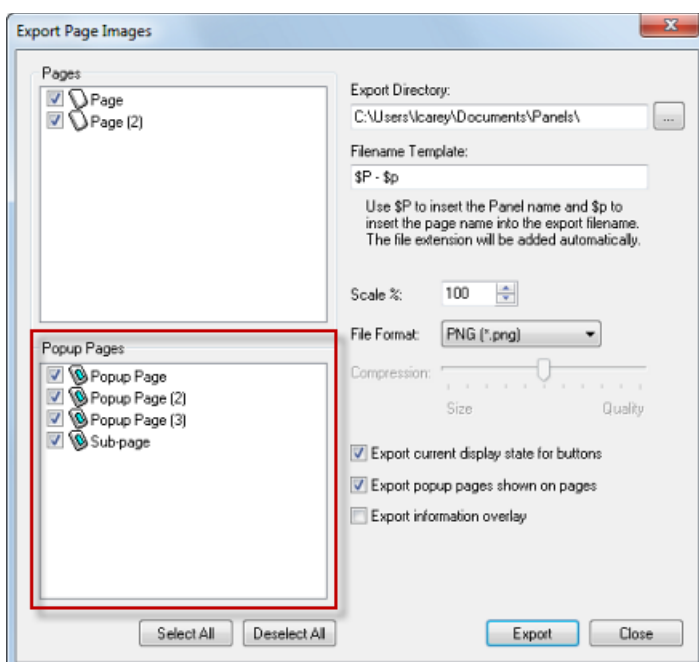 Export Page Images
Pages
Page
Page (2)
Export Directory:
C:\Users\lcarey\Documents\Panels\
...
Filename Template:
$P - $p
Use $P to insert the Panel name and $p to
insert the page name into the export filename.
The file extension will be added automatically.
Scale %:
100
File Format:
PNG (*.png)
Compression:
Size
Quality
Popup Pages
Popup Page
Popup Page (2)
Popup Page (3)
Sub-page
Export current display state for buttons
Export popup pages shown on pages
Export information overlay
Select All
Deselect All
Export
Close